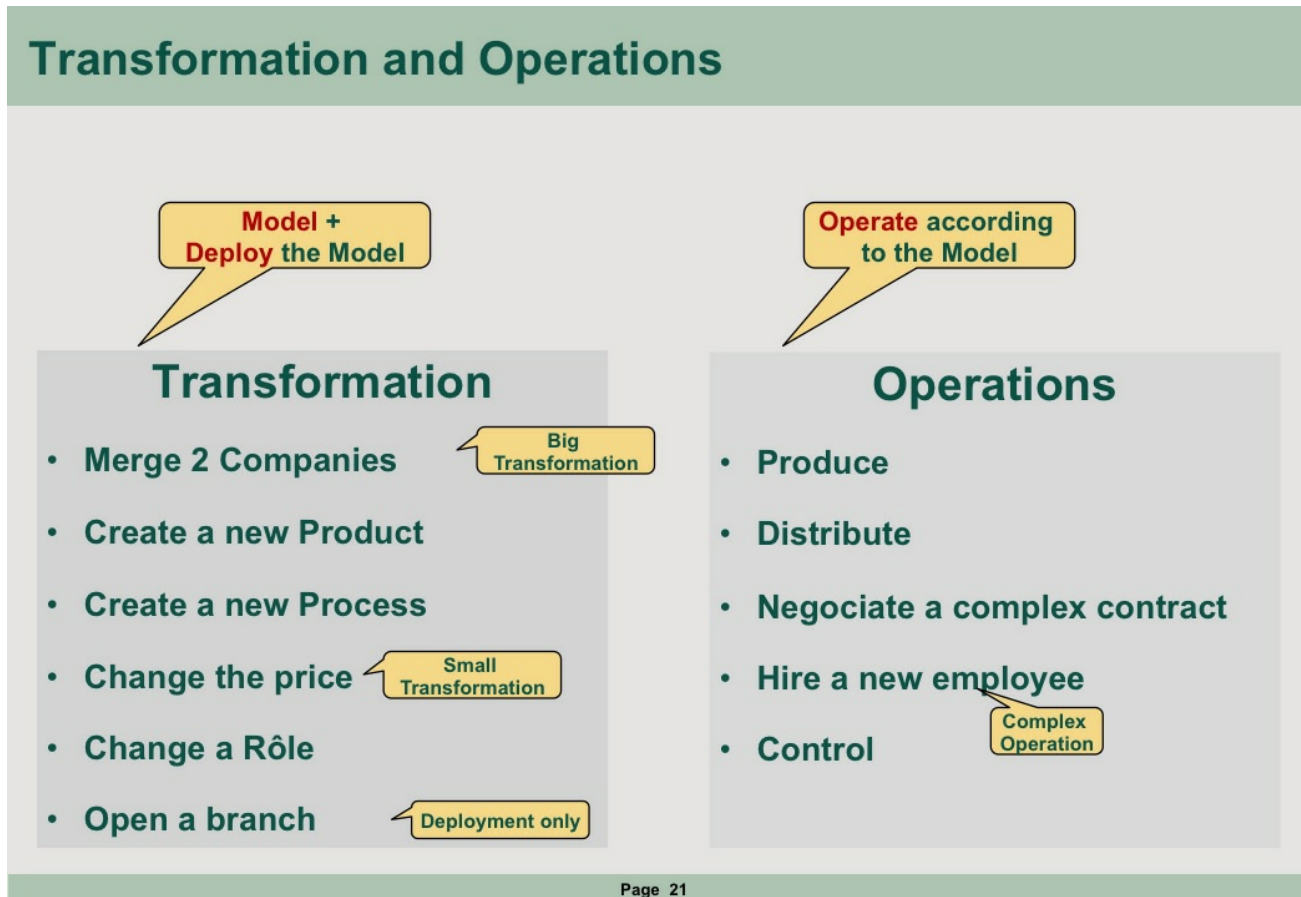 Transformation and Operations
Model +
Deploy the Model
Operate according
to the Model
Transformation
• Merge 2 Companies
Big
Transformation
• Create a new Product
• Create a new Process
• Change the price
Small
Transformation
• Change a Rôle
• Open a branch
Deployment only
Operations
• Produce
• Distribute
• Negociate a complex contract
• Hire a new employee
Complex
Operation
• Control
Page 21